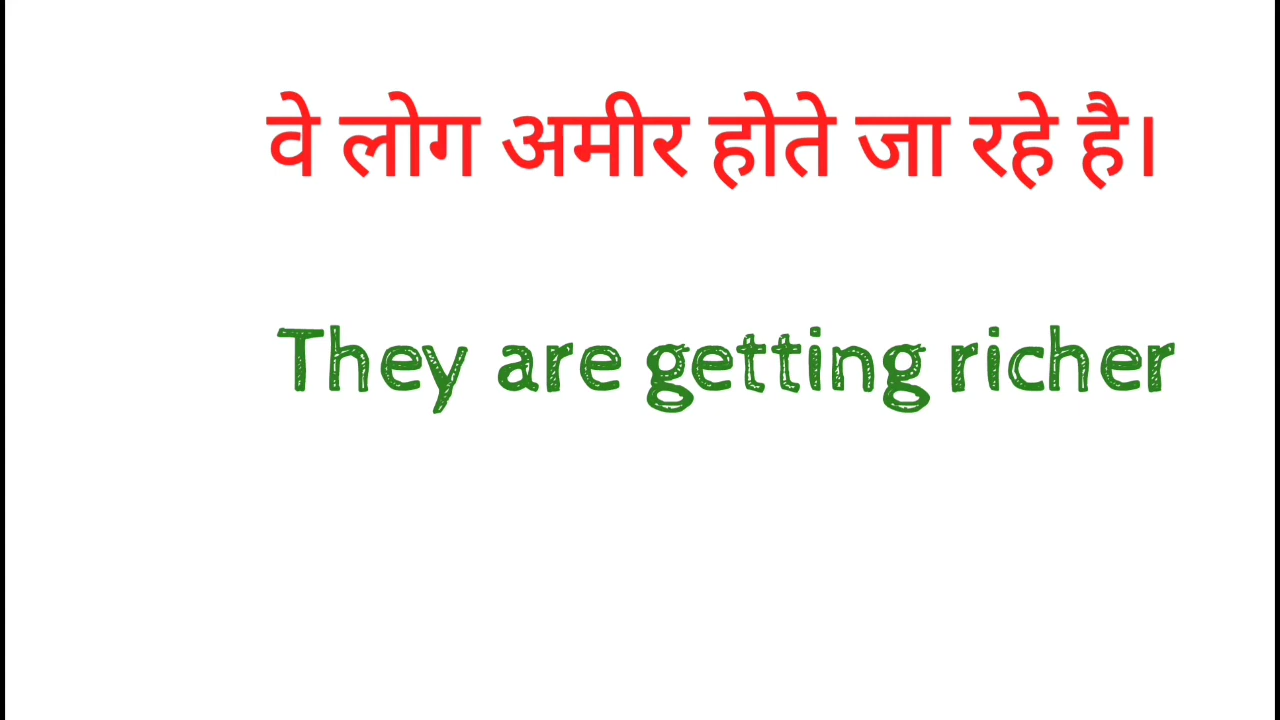 वे लोग अमीर होते जा रहे है।
They are getting richer